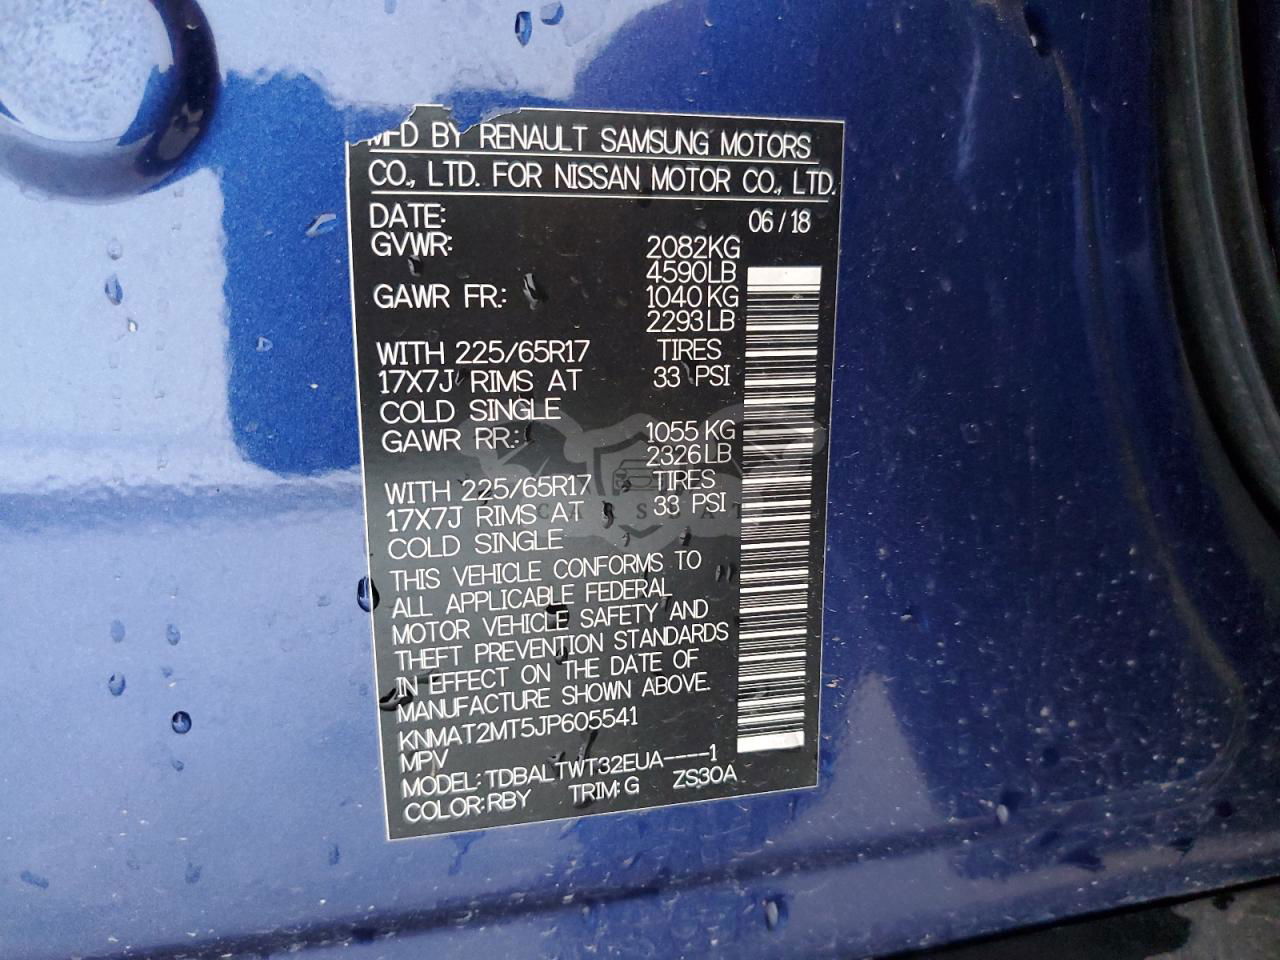 MFD BY RENAULT SAMSUNG MOTORS
CO., LTD. FOR NISSAN MOTOR CO., LTD.
DATE: 06/18
GVWR: 2082KG
4590LB
GAWR FR.: 1040KG
2293LB
WITH 225/65R17 TIRES
17X7J RIMS AT 33 PSI
COLD SINGLE
GAWR RR.: 1055KG
2326LB
WITH 225/65R17 TIRES
17X7J RIMS AT 33 PSI
COLD SINGLE
THIS VEHICLE CONFORMS TO
ALL APPLICABLE FEDERAL
MOTOR VEHICLE SAFETY AND
THEFT PREVENTION STANDARDS
IN EFFECT ON THE DATE OF
MANUFACTURE SHOWN ABOVE.
KNMAT2MT5JP605541
MPV
MODEL: TDBALTWT32EUA----1
COLOR:RBY TRIM:G ZS30A